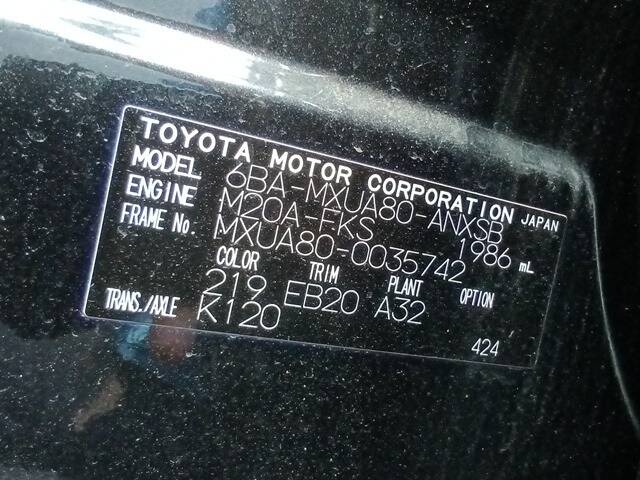 TOYOTA MOTOR CORPORATION JAPAN
MODEL 6BA-MXUA80-ANXSB
ENGINE M20A-FKS 1986 mL
FRAME No. MXUA80-0035742
COLOR TRIM PLANT OPTION
219 EB20 A32
TRANS./AXLE K120
424